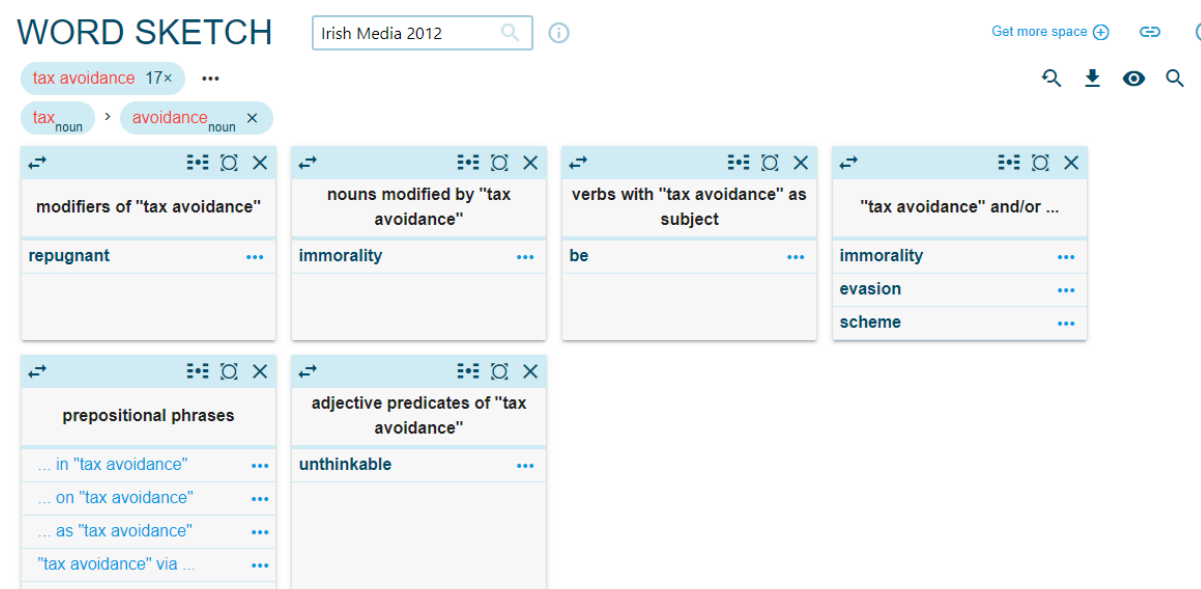 WORD SKETCH
Irish Media 2012
Get more space
tax avoidance 17×
tax noun > avoidance noun ×
modifiers of "tax avoidance"
repugnant
nouns modified by "tax
avoidance"
immorality
verbs with "tax avoidance" as
subject
be
"tax avoidance" and/or ...
immorality
evasion
scheme
prepositional phrases
... in "tax avoidance"
... on "tax avoidance"
... as "tax avoidance"
"tax avoidance" via ...
adjective predicates of "tax
avoidance"
unthinkable